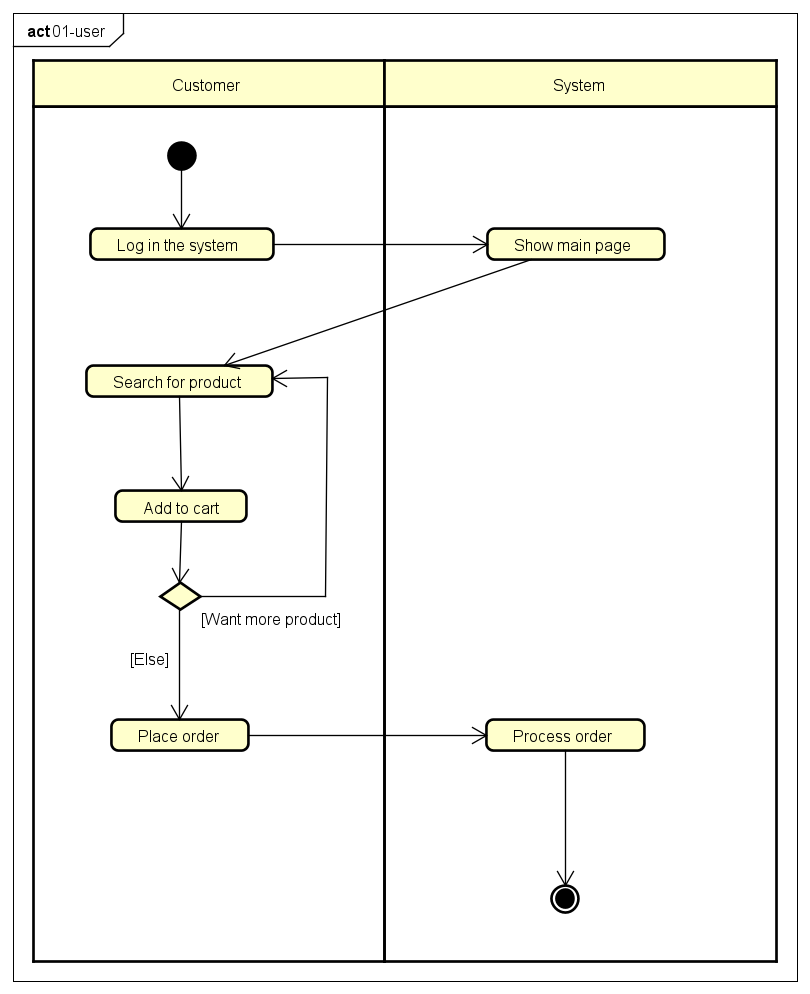 act 01-user
Customer
System
Log in the system
Show main page
Search for product
Add to cart
[Want more product]
[Else]
Place order
Process order